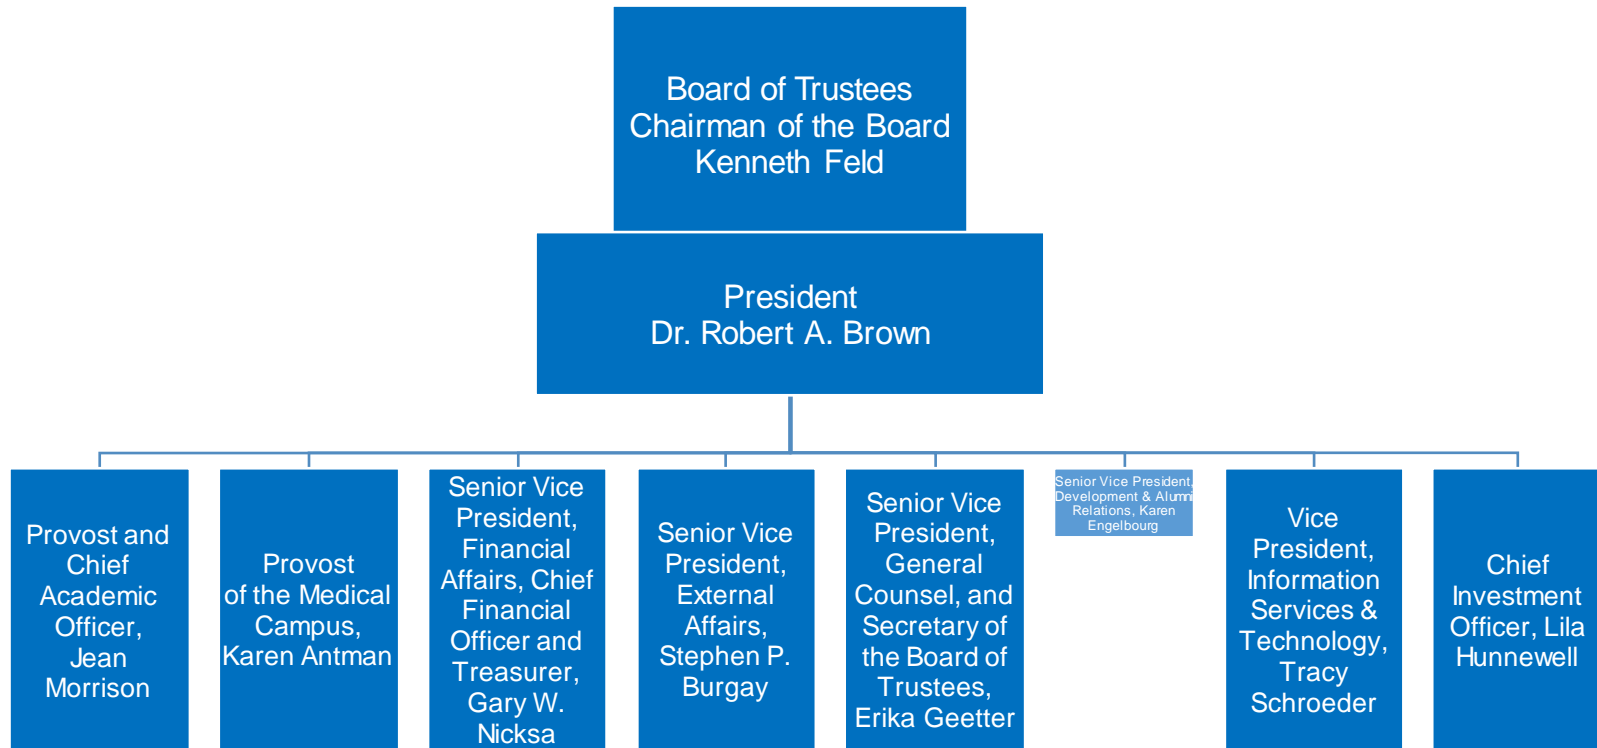 Board of Trustees
Chairman of the Board
Kenneth Feld
President
Dr. Robert A. Brown
Provost and
Chief
Academic
Officer,
Jean
Morrison
Provost
of the Medical
Campus,
Karen Antman
Senior Vice
President,
Financial
Affairs, Chief
Financial
Officer and
Treasurer,
Gary W.
Nicksa
Senior Vice
President,
External
Affairs,
Stephen P.
Burgay
Senior Vice
President,
General
Counsel, and
Secretary of
the Board of
Trustees,
Erika Geetter
Senior Vice President,
Development & Alumni
Relations, Karen
Engelbourg
Vice
President,
Information
Services &
Technology,
Tracy
Schroeder
Chief
Investment
Officer, Lila
Hunnewell